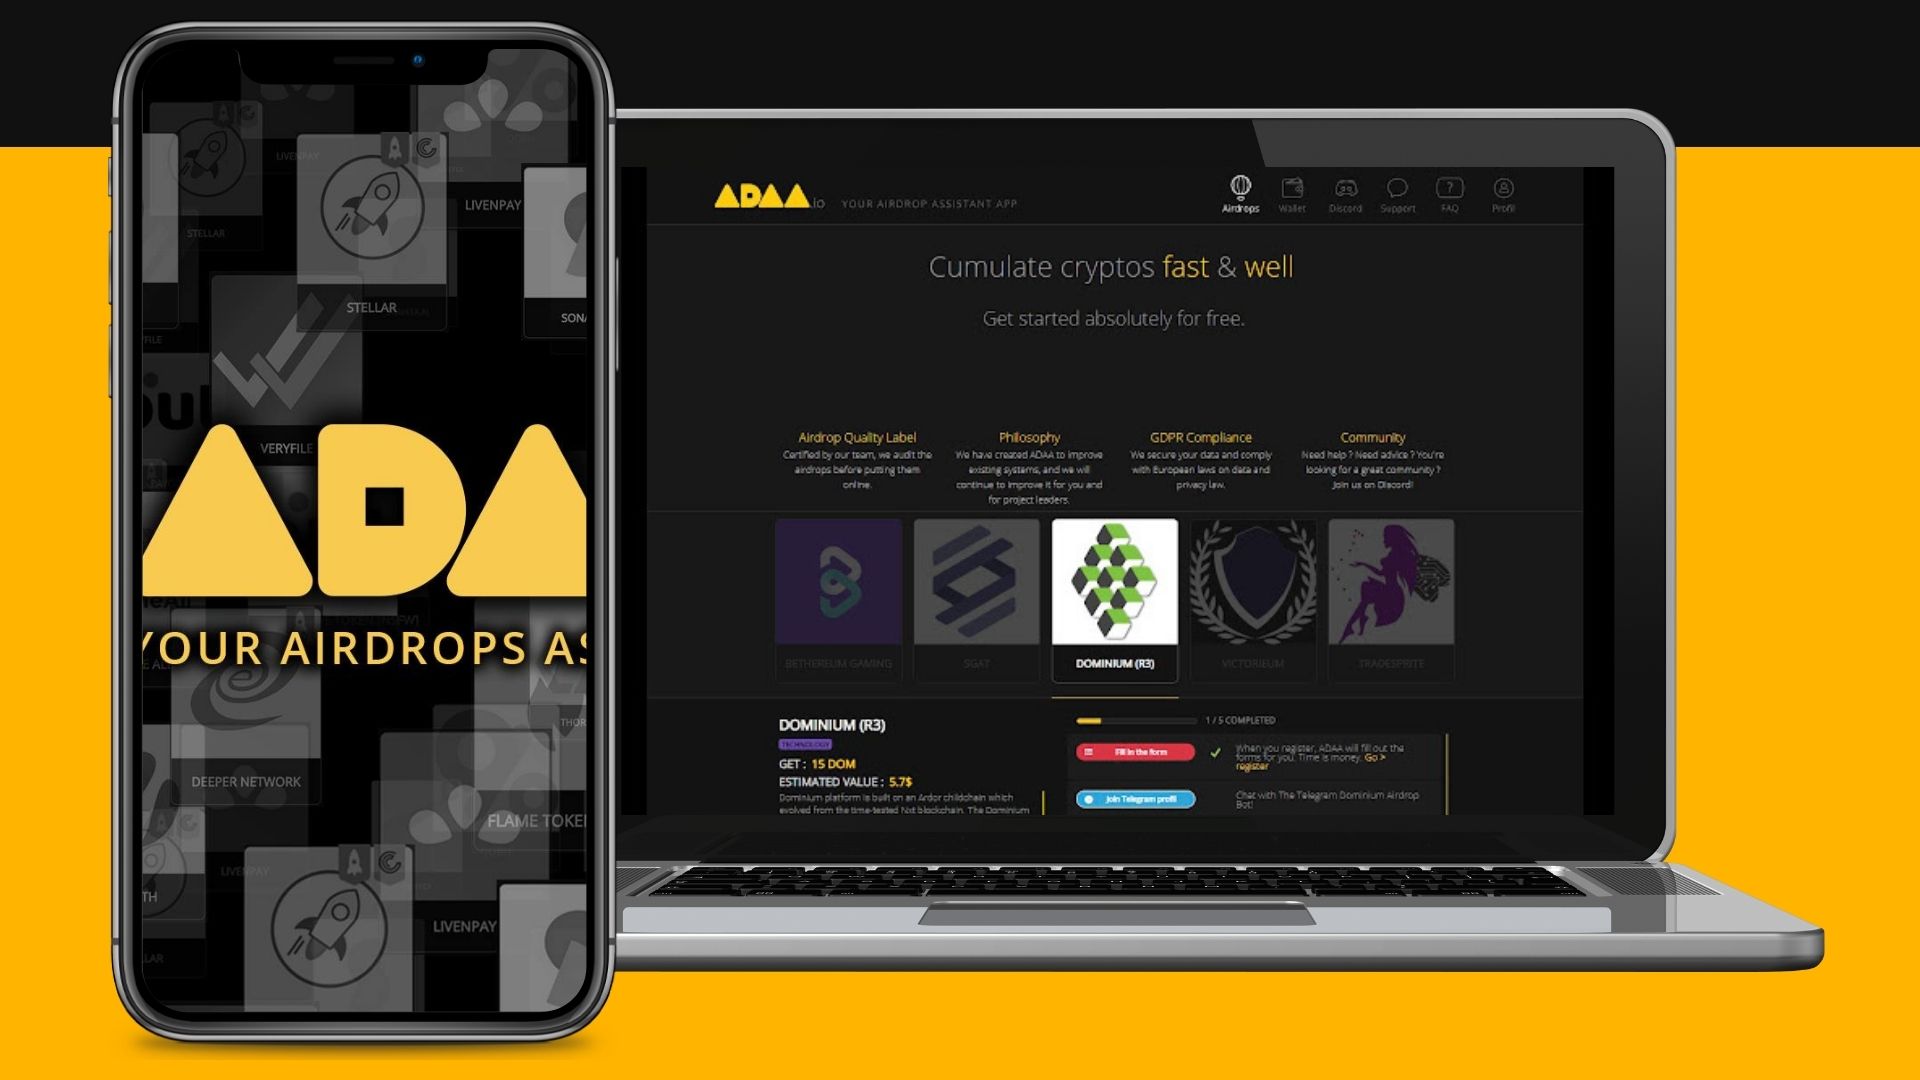 LIVENPAY
STELLAR
LIVENPAY
STELLAR
SON
VERYFILE
ADA
YOUR AIRDROPS AS
DEEPER NETWORK
THOR
FLAME TOKE
LIVENPAY
LIVENPAY
TH
LAR
ADAA.io YOUR AIRDROP ASSISTANT APP
Airdrops Wallet Discord Support FAQ Profil
Cumulate cryptos fast & well
Get started absolutely for free.
Airdrop Quality Label
Certified by our team, we audit the
airdrops before putting them
online.
Philosophy
We have created ADAA to improve
existing systems, and we will
continue to improve it for you and
for project leaders.
GDPR Compliance
We secure your data and comply
with European laws on data and
privacy law.
Community
Need help ? Need advice ? You're
looking for a great community ?
Join us on Discord!
BETHEREUM GAMING
SGAT
DOMINIUM (R3)
VICTORIEUM
TRADESPRITE
DOMINIUM (R3)
TECHNOLOGY
GET : 15 DOM
ESTIMATED VALUE : 5.7$
Dominium platform is built on an Ardor childchain which
evolved from the time-tested Nxt blockchain. The Dominium
1 / 5 COMPLETED
Fill in the form
When you register, ADAA will fill out the
forms for you. Time is money. Go >
register
Join Telegram profil
Chat with The Telegram Dominium Airdrop
Bot!